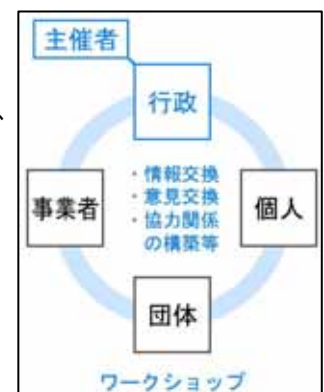 主催者
行政
事業者
・情報交換
・意見交換
・協力関係
の構築等
個人
団体
ワークショップ